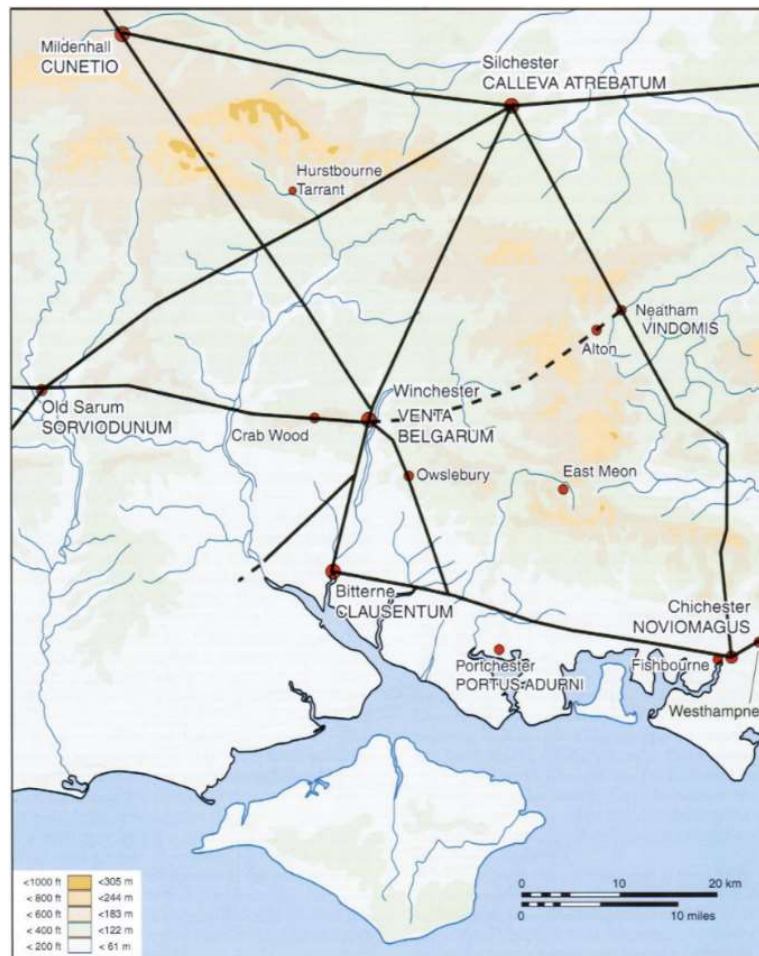 Mildenhall
CUNETIO
Silchester
CALLEVA ATREBATUM
Hurstbourne
Tarrant
Neatham
VINDOMIS
Alton
Old Sarum
SORVIODUNUM
Winchester
VENTA
BELGARUM
Crab Wood
Owslebury
East Meon
Bitterne
CLAUSENTUM
Chichester
NOVIOMAGUS
Portchester
PORTUS ADURNI
Fishbourne
Westhampne
<1000 ft <305 m
< 800 ft <244 m
< 600 ft <183 m
< 400 ft <122 m
< 200 ft < 61 m
0 10 20 km
0 10 miles